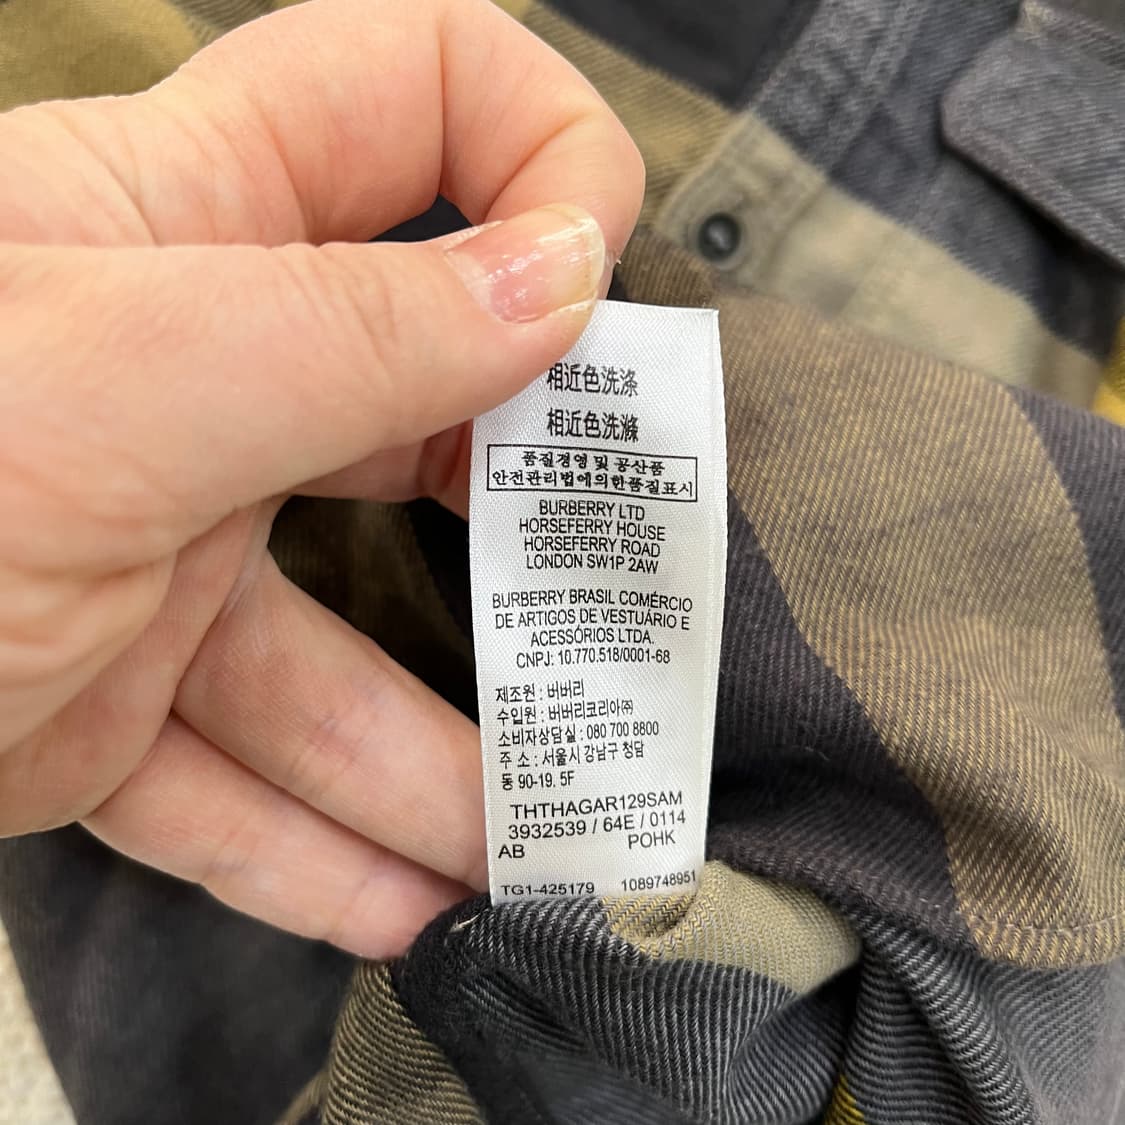 相近色洗涤
相近色洗滌
품질경영 및 공산품
안전관리법에의한품질표시
BURBERRY LTD
HORSEFERRY HOUSE
HORSEFERRY ROAD
LONDON SW1P 2AW
BURBERRY BRASIL COMÉRCIO
DE ARTIGOS DE VESTUÁRIO E
ACESSÓRIOS LTDA.
CNPJ: 10.770.518/0001-68
제조원 : 버버리
수입원 : 버버리코리아㈜
소비자상담실 : 080 700 8800
주 소 : 서울시 강남구 청담
동 90-19. 5F
THTHAGAR129SAM
3932539 / 64E / 0114
AB POHK
TG1-425179 1089748951